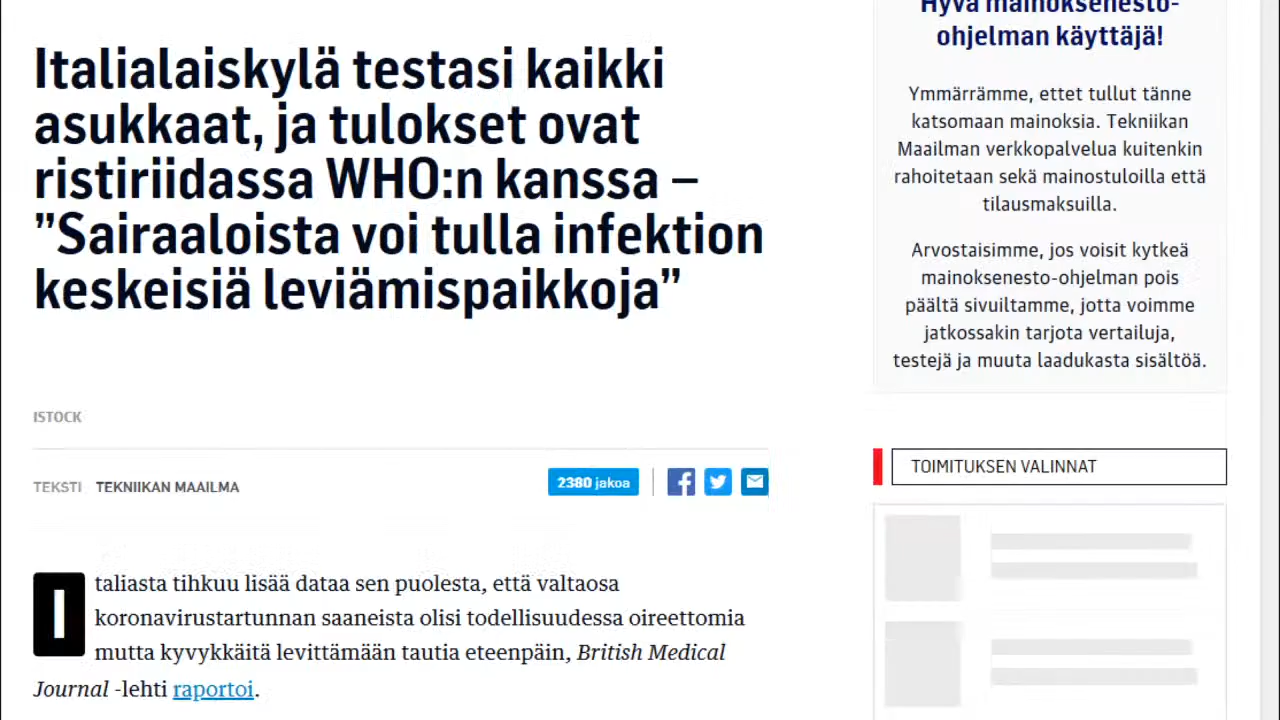 Italialaiskylä testasi kaikki
asukkaat, ja tulokset ovat
ristiriidassa WHO:n kanssa –
”Sairaaloista voi tulla infektion
keskeisiä leviämispaikkoja”
ISTOCK
TEKSTI TEKNIIKAN MAAILMA
2380 jakoa
Italiasta tihkuu lisää dataa sen puolesta, että valtaosa
koronavirustartunnan saaneista olisi todellisuudessa oireettomia
mutta kyvykkäitä levittämään tautia eteenpäin, British Medical
Journal -lehti raportoi.
Hyvä mainoksenesto-
ohjelman käyttäjä!
Ymmärrämme, ettet tullut tänne
katsomaan mainoksia. Tekniikan
Maailman verkkopalvelua kuitenkin
rahoitetaan sekä mainostuloilla että
tilausmaksuilla.
Arvostaisimme, jos voisit kytkeä
mainoksenesto-ohjelman pois
päältä sivuiltamme, jotta voimme
jatkossakin tarjota vertailuja,
testejä ja muuta laadukasta sisältöä.
TOIMITUKSEN VALINNAT